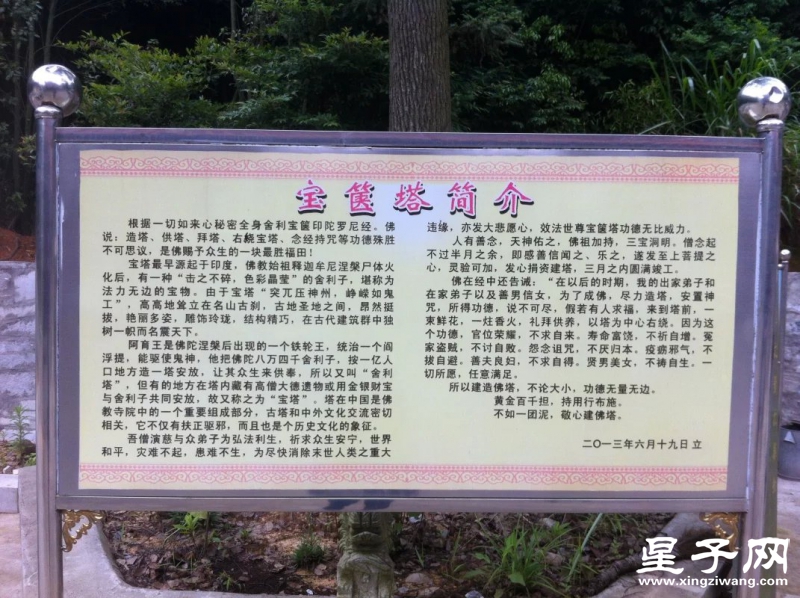 宝箧塔简介
根据一切如来心秘密全身舍利宝箧印陀罗尼经。佛
说：造塔、供塔、拜塔、右绕宝塔、念经持咒等功德殊胜
不可思议，是佛赐予众生的一块最胜福田！
宝塔最早源起于印度，佛教始祖释迦牟尼涅槃尸体火
化后，有一种“击之不碎，色彩晶莹”的舍利子，堪称为
法力无边的宝物。由于宝塔“突兀压神州，峥嵘如鬼
工”，高高地耸立在名山古刹，古地圣地之间，昂然挺
拔，艳丽多姿，雕饰玲珑，结构精巧，在古代建筑群中独
树一帜而名震天下。
阿育王是佛陀涅槃后出现的一个铁轮王，统治一个阎
浮提，能驱使鬼神，他把佛陀八万四千舍利子，按一亿人
口地方造一塔安放，让其众生来供奉，所以又叫“舍利
塔”，但有的地方在塔内藏有高僧大德遗物或用金银财宝
与舍利子共同安放，故又称之为“宝塔”。塔在中国是佛
教寺院中的一个重要组成部分，古塔和中外文化交流密切
相关，它不仅有扶正驱邪，而且也是个历史文化的象征。
吾僧演慈与众弟子为弘法利生，祈求众生安宁，世界
和平，灾难不起，患难不生，为尽快消除末世人类之重大
违缘，亦发大悲愿心，效法世尊宝箧塔功德无比威力。
人有善念，天神佑之，佛祖加持，三宝洞明。僧念起
不过半月之余，即感善信闻之、乐之，遂发至上菩提之
心，灵验可加，发心捐资建塔，三月之内圆满竣工。
佛在经中还告诫：“在以后的时期，我的出家弟子和
在家弟子以及善男信女，为了成佛，尽力造塔，安置神
咒，所得功德，说不可尽，假若有人求福，来到塔前，一
束鲜花，一炷香火，礼拜供养，以塔为中心右绕。因为这
个功德，官位荣耀，不求自来。寿命富饶，不祈自增。冤
家盗贼，不讨自败。怨念诅咒，不厌归本。疫疬邪气，不
拔自避。善夫良妇，不求自得。贤男美女，不祷自生。一
切所愿，任意满足。
所以建造佛塔，不论大小，功德无量无边。
黄金百千担，持用行布施。
不如一团泥，敬心建佛塔。
二〇一三年六月十九日 立
星子网
www.xingziwang.com